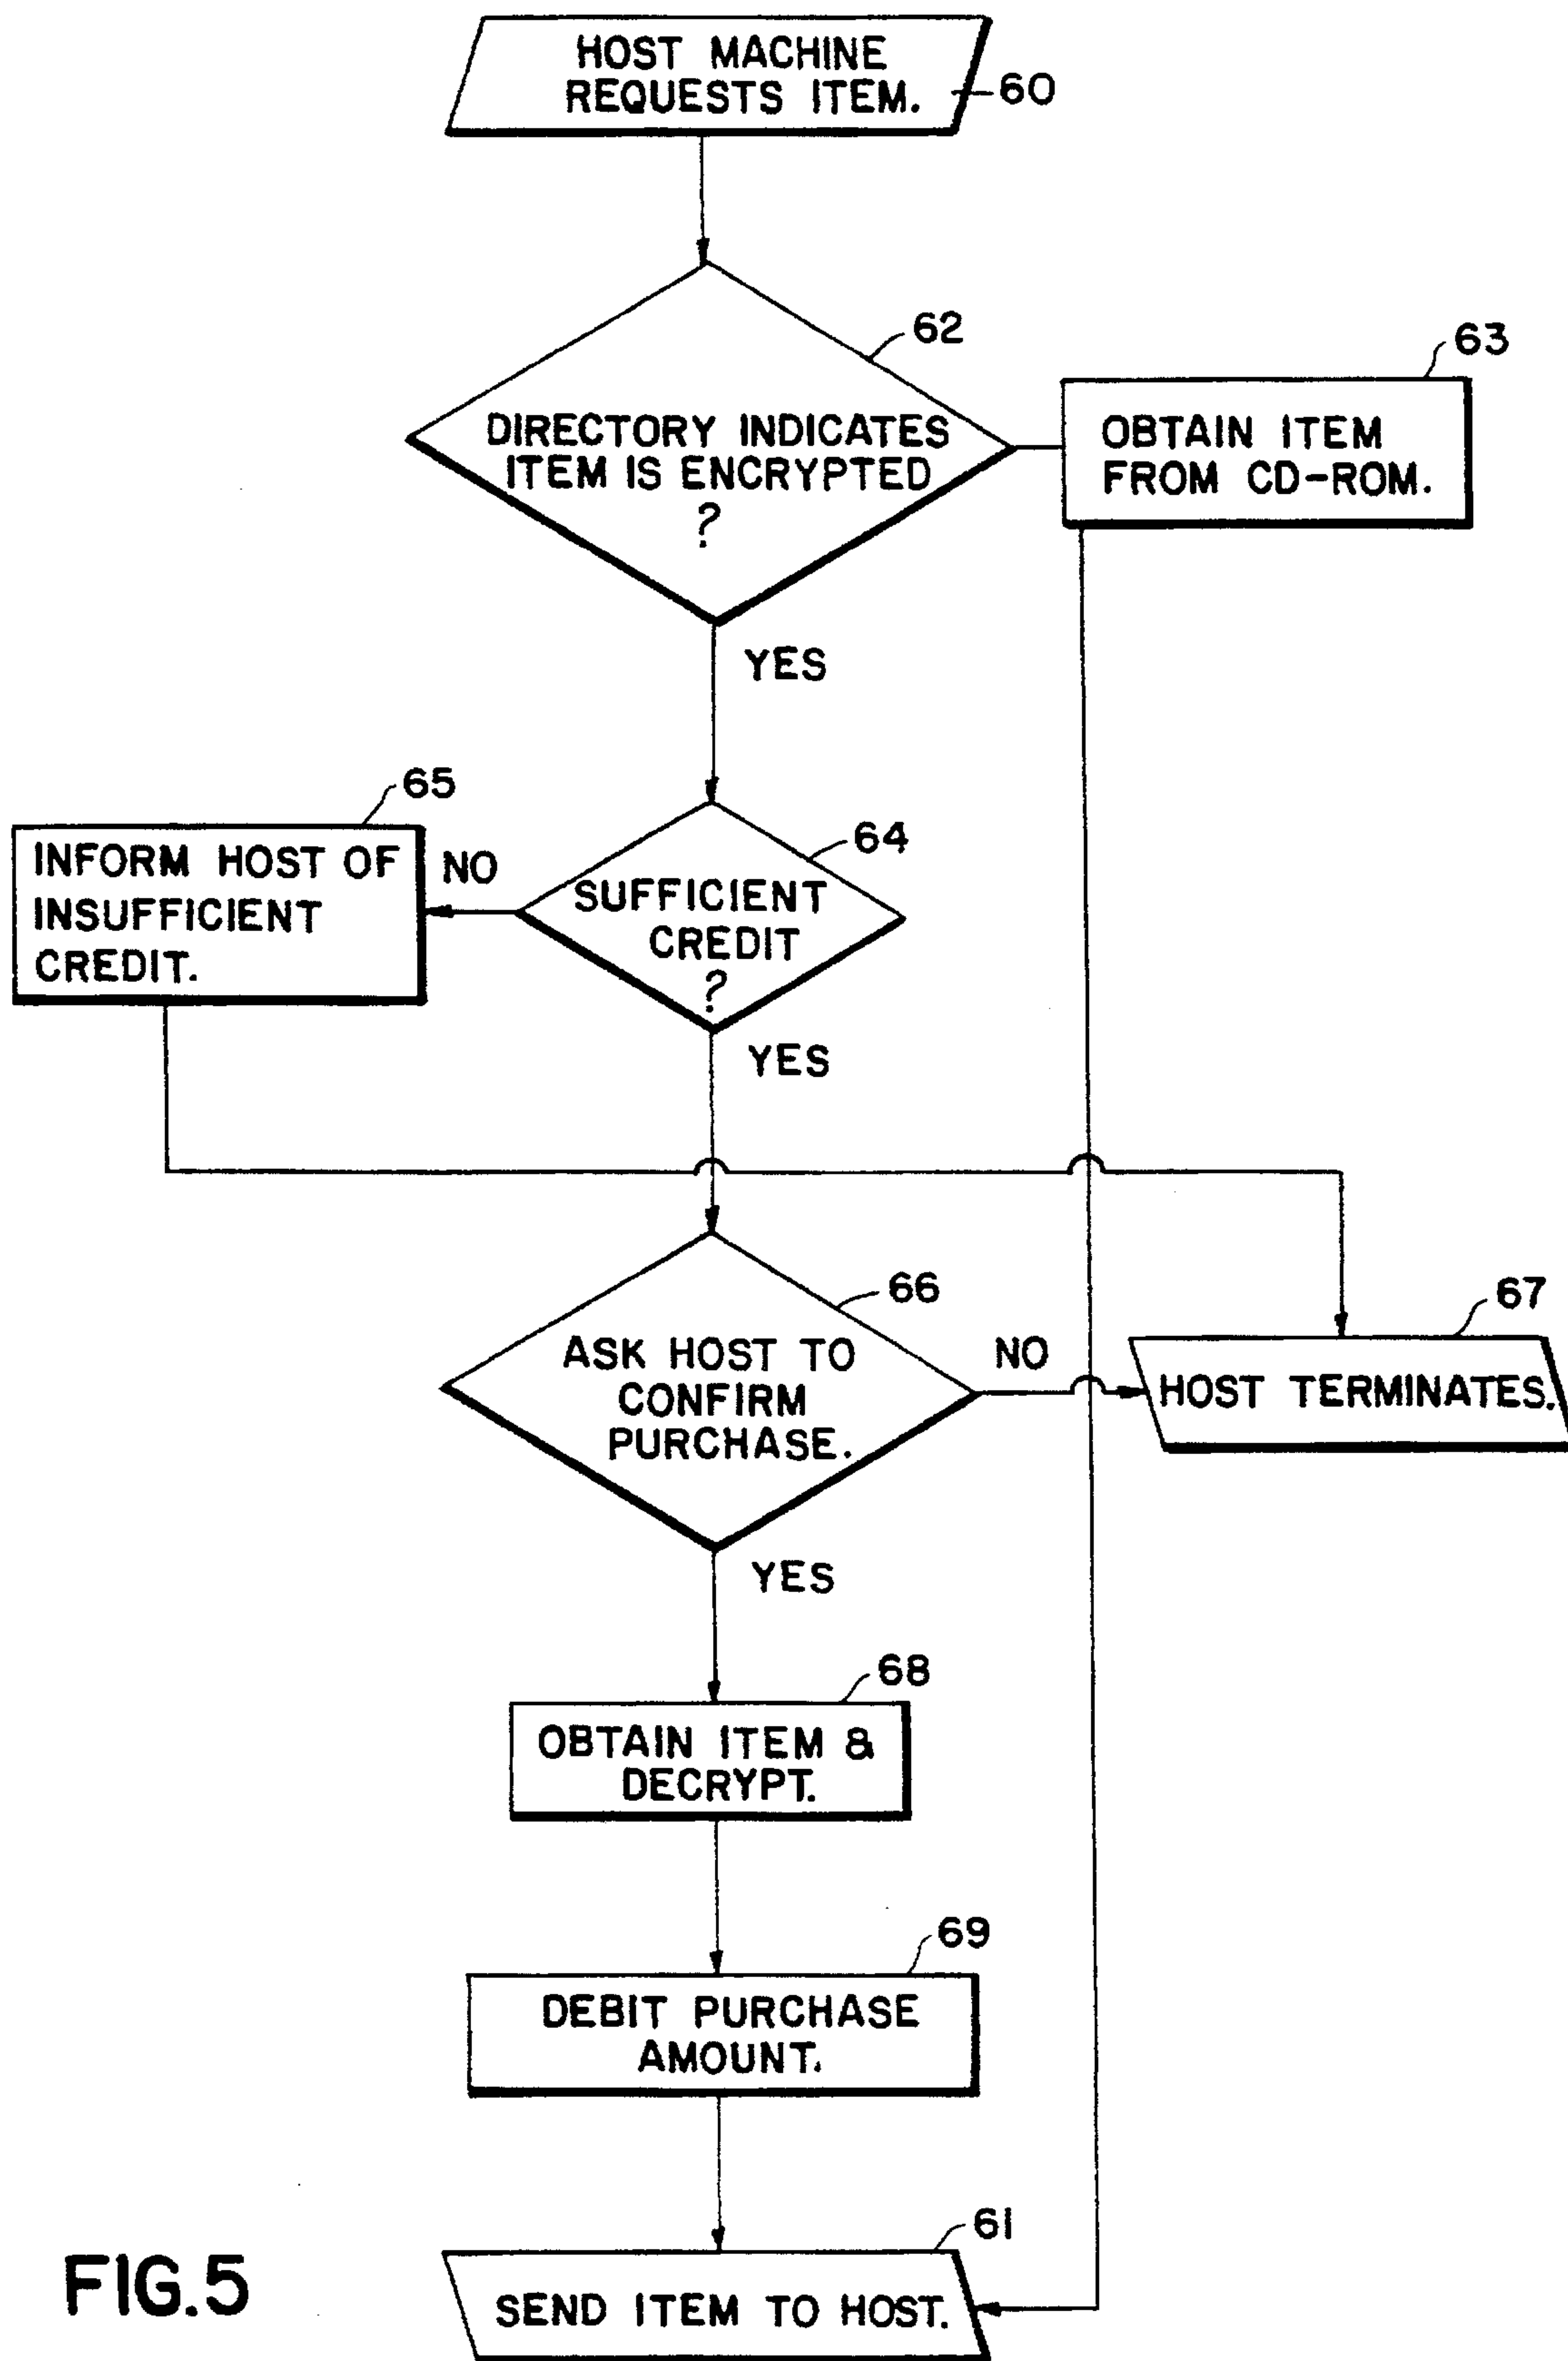 HOST MACHINE
REQUESTS ITEM.
60
62
DIRECTORY INDICATES
ITEM IS ENCRYPTED
?
63
OBTAIN ITEM
FROM CD-ROM.
YES
65
INFORM HOST OF
INSUFFICIENT
CREDIT.
NO
64
SUFFICIENT
CREDIT
?
YES
66
ASK HOST TO
CONFIRM
PURCHASE.
NO
67
HOST TERMINATES.
YES
68
OBTAIN ITEM &
DECRYPT.
69
DEBIT PURCHASE
AMOUNT.
61
SEND ITEM TO HOST.
FIG.5